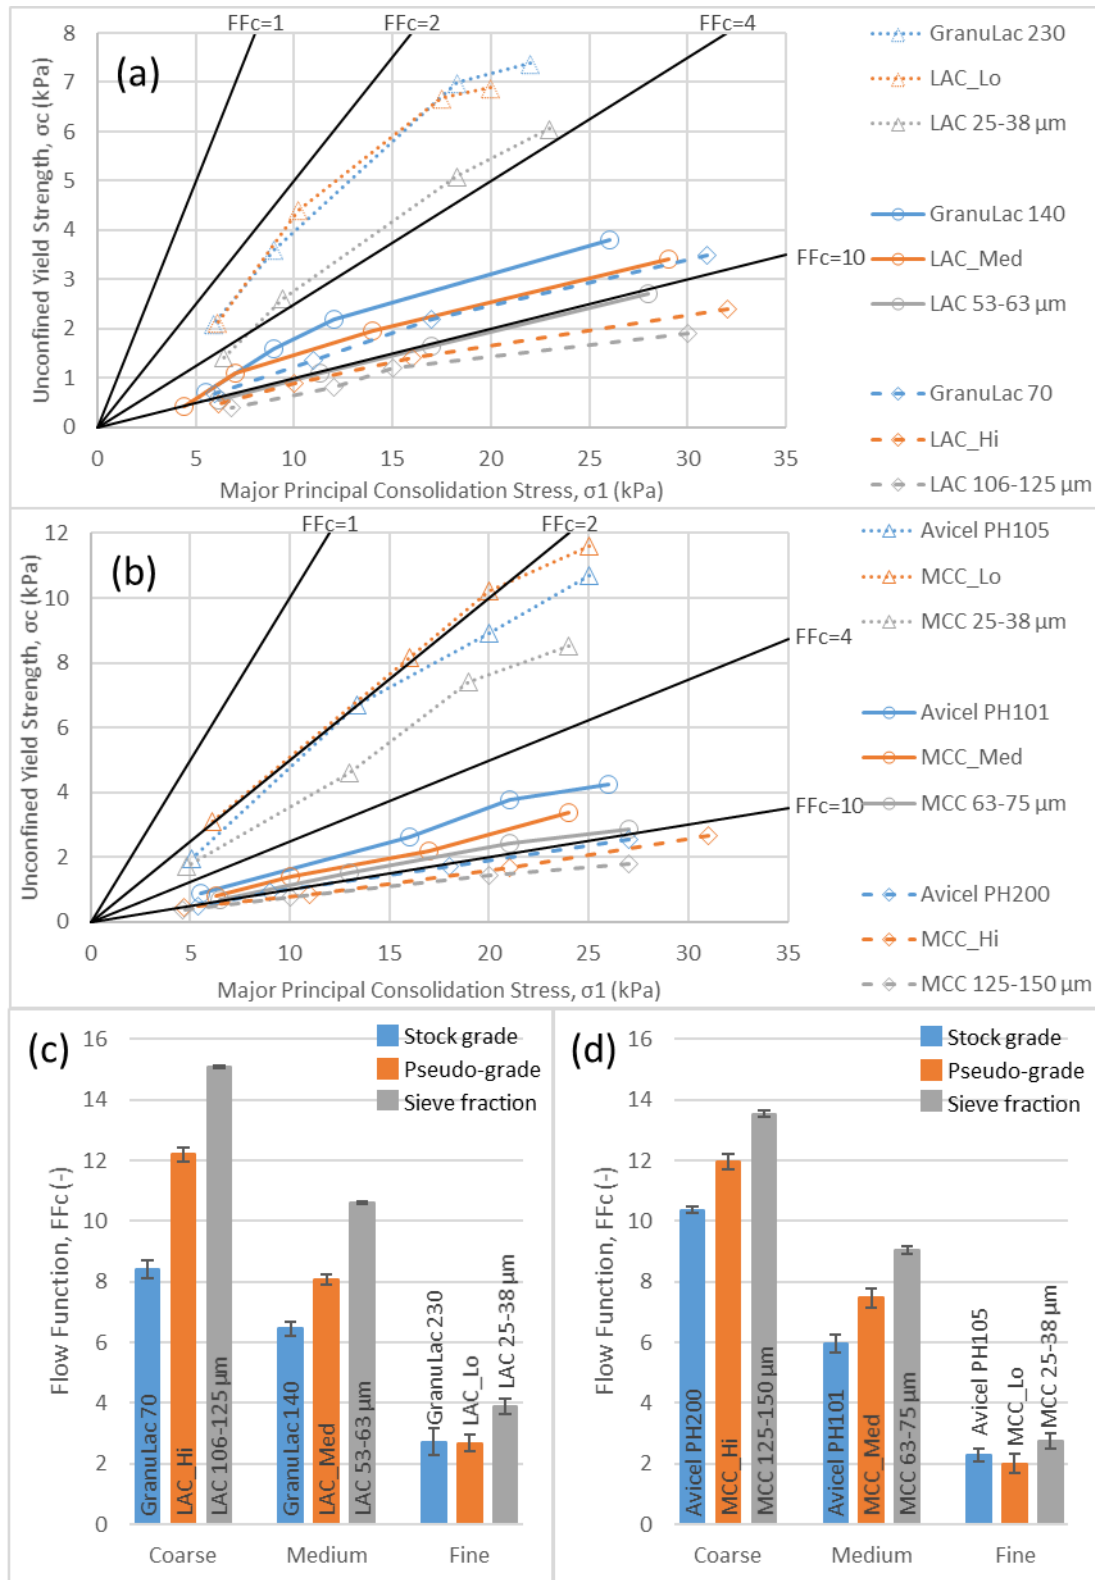 FFc=1
FFc=2
FFc=4
FFc=10
(a)
Unconfined Yield Strength, σc (kPa)
8
7
6
5
4
3
2
1
0
0 5 10 15 20 25 30 35
Major Principal Consolidation Stress, σ1 (kPa)
GranuLac 230
LAC_Lo
LAC 25-38 µm
GranuLac 140
LAC_Med
LAC 53-63 µm
GranuLac 70
LAC_Hi
LAC 106-125 µm
FFc=1
FFc=2
FFc=4
FFc=10
(b)
Unconfined Yield Strength, σc (kPa)
12
10
8
6
4
2
0
0 5 10 15 20 25 30 35
Major Principal Consolidation Stress, σ1 (kPa)
Avicel PH105
MCC_Lo
MCC 25-38 µm
Avicel PH101
MCC_Med
MCC 63-75 µm
Avicel PH200
MCC_Hi
MCC 125-150 µm
(c)
Stock grade
Pseudo-grade
Sieve fraction
Flow Function, FFc (-)
16
14
12
10
8
6
4
2
0
GranuLac 70
LAC_Hi
LAC 106-125 µm
GranuLac 140
LAC_Med
LAC 53-63 µm
GranuLac 230
LAC_Lo
LAC 25-38 µm
Coarse Medium Fine
(d)
Stock grade
Pseudo-grade
Sieve fraction
Flow Function, FFc (-)
16
14
12
10
8
6
4
2
0
Avicel PH200
MCC_Hi
MCC 125-150 µm
Avicel PH101
MCC_Med
MCC 63-75 µm
Avicel PH105
MCC_Lo
MCC 25-38 µm
Coarse Medium Fine